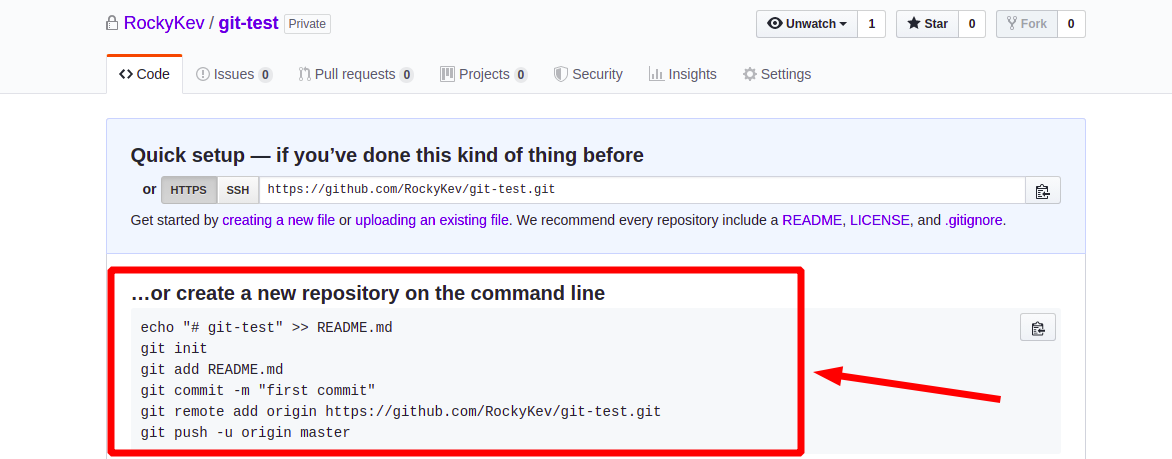 RockyKev / git-test Private
Unwatch 1 Star 0 Fork 0
Code Issues 0 Pull requests 0 Projects 0 Security Insights Settings
Quick setup — if you’ve done this kind of thing before
or HTTPS SSH https://github.com/RockyKev/git-test.git
Get started by creating a new file or uploading an existing file. We recommend every repository include a README, LICENSE, and .gitignore.
…or create a new repository on the command line
echo "# git-test" >> README.md
git init
git add README.md
git commit -m "first commit"
git remote add origin https://github.com/RockyKev/git-test.git
git push -u origin master